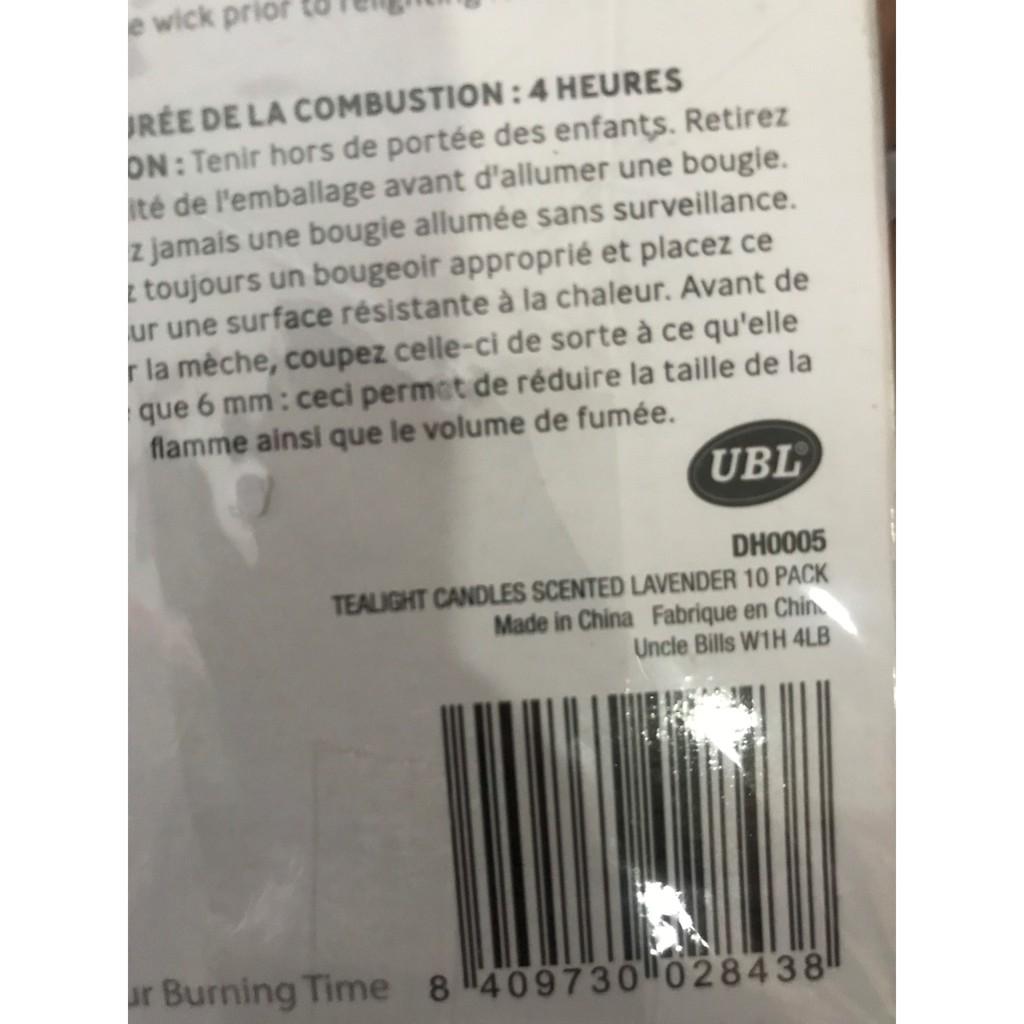 e wick prior to
URÉE DE LA COMBUSTION : 4 HEURES
ON : Tenir hors de portée des enfants. Retirez
ité de l'emballage avant d'allumer une bougie.
z jamais une bougie allumée sans surveillance.
z toujours un bougeoir approprié et placez ce
ur une surface résistante à la chaleur. Avant de
r la mèche, coupez celle-ci de sorte à ce qu'elle
que 6 mm : ceci permet de réduire la taille de la
flamme ainsi que le volume de fumée.
UBL®
DH0005
TEALIGHT CANDLES SCENTED LAVENDER 10 PACK
Made in China Fabrique en Chine
Uncle Bills W1H 4LB
ur Burning Time
8 409730 028438